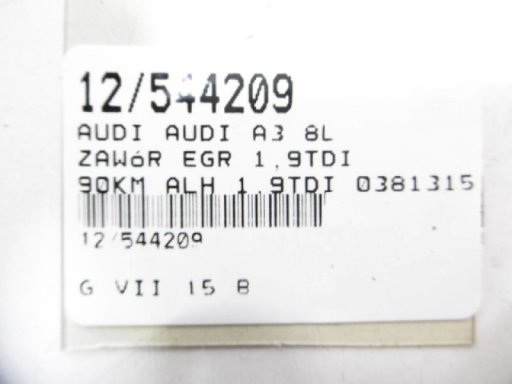 12/544209
AUDI AUDI A3 8L
ZAWóR EGR 1,9TDI
90KM ALH 1.9TDI 0381315
12/544209
G VII 15 B